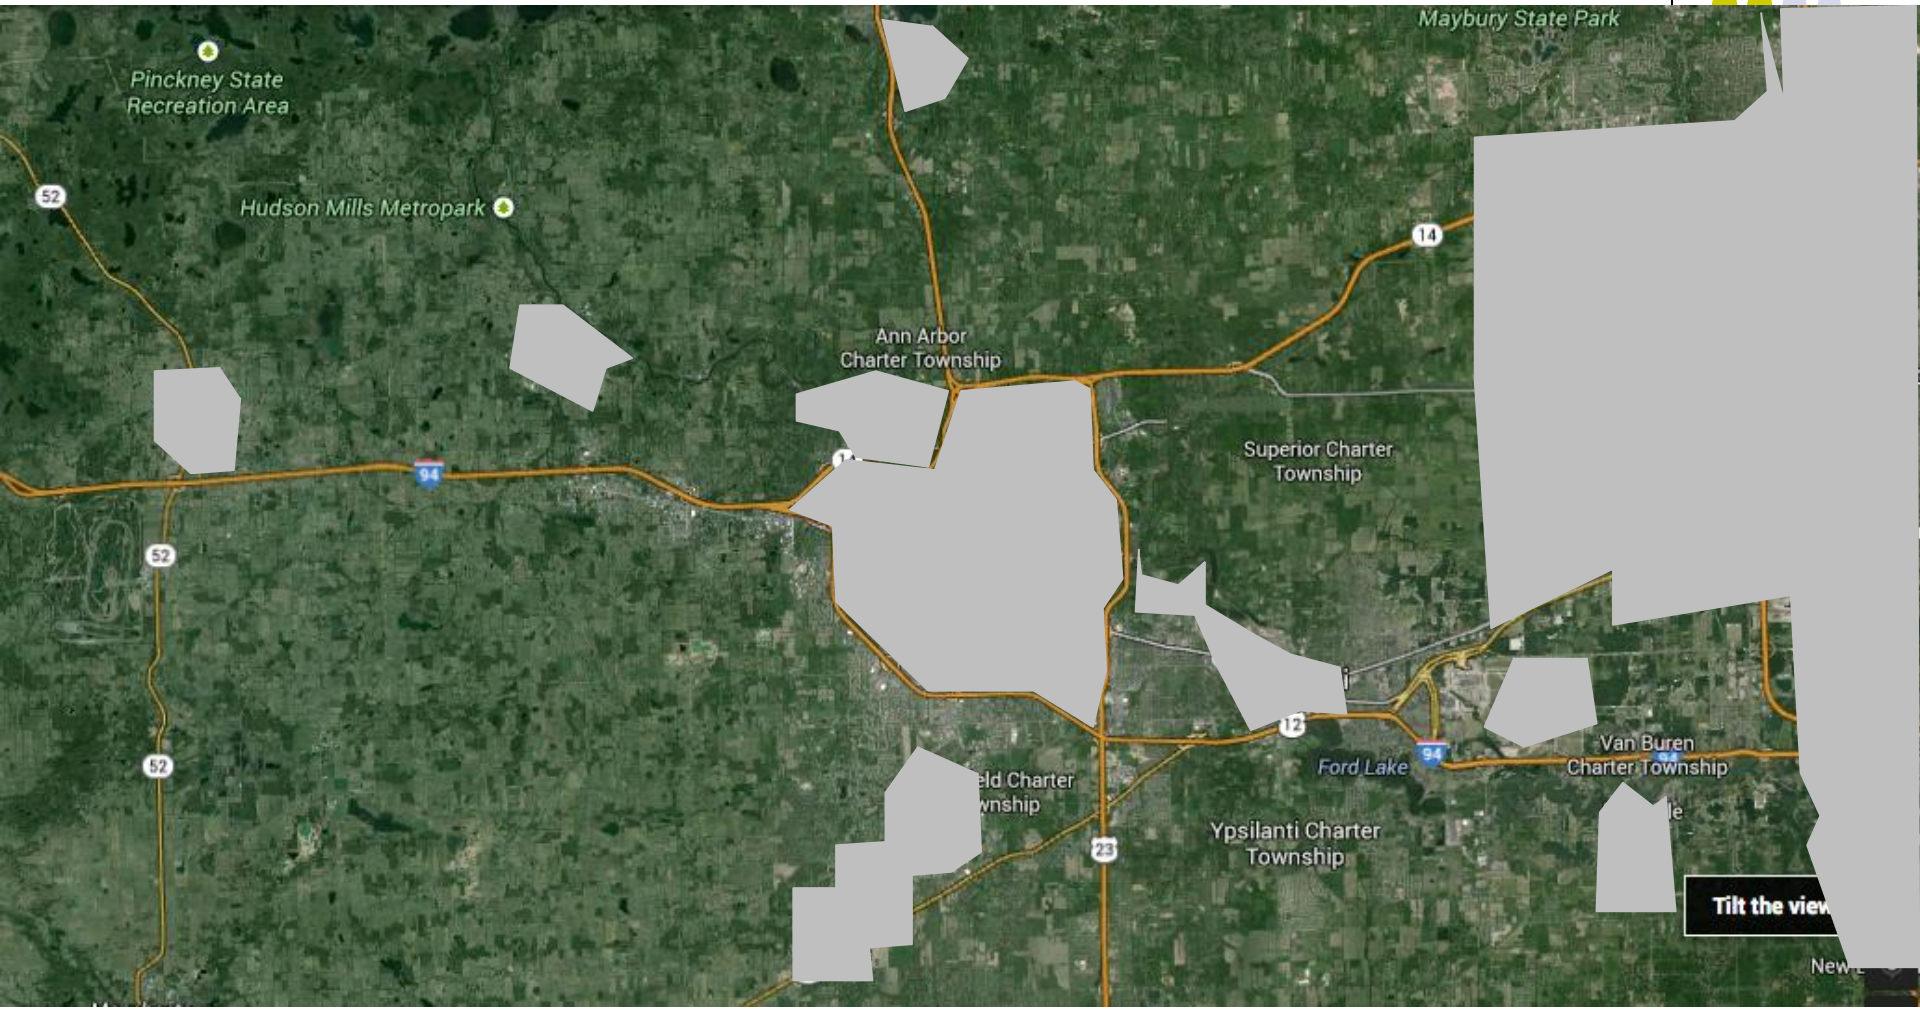 Maybury State Park
Pinckney State
Recreation Area
52
Hudson Mills Metropark
14
Ann Arbor
Charter Township
Superior Charter
Township
94
52
12
94
Van Buren
Charter Township
Ford Lake
52
eld Charter
wnship
le
Ypsilanti Charter
Township
23
Tilt the view
New